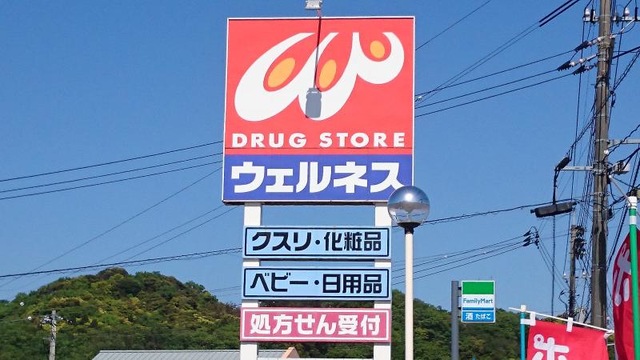 DRUG STORE
ウェルネス
クスリ・化粧品
ベビー・日用品
処方せん受付
FamilyMart
酒 たばこ